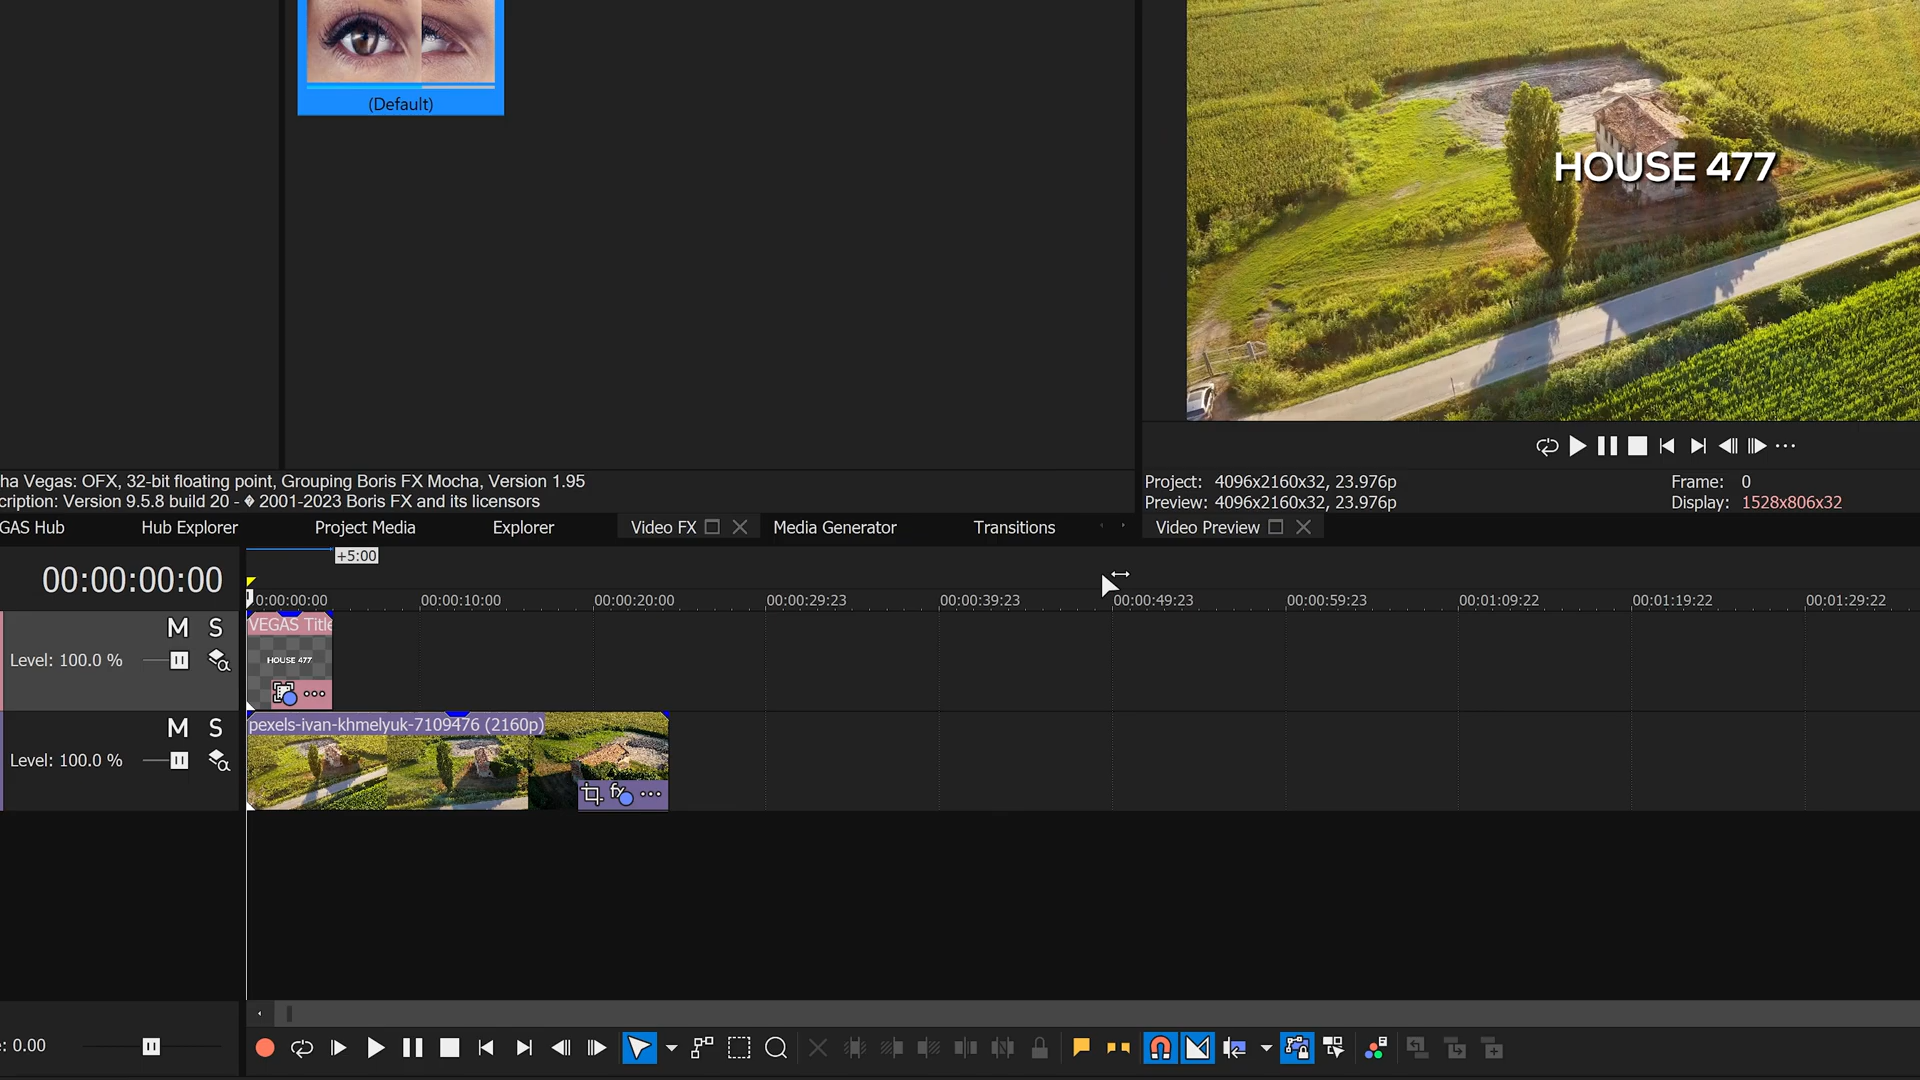 (Default)
HOUSE 477
ha Vegas: OFX, 32-bit floating point, Grouping Boris FX Mocha, Version 1.95
cription: Version 9.5.8 build 20 - � 2001-2023 Boris FX and its licensors
Project: 4096x2160x32, 23.976p
Frame: 0
Preview: 4096x2160x32, 23.976p
Display: 1528x806x32
GAS Hub
Hub Explorer
Project Media
Explorer
Video FX
Media Generator
Transitions
Video Preview
+5:00
00:00:00:00
0:00:00:00
00:00:10:00
00:00:20:00
00:00:29:23
00:00:39:23
00:00:49:23
00:00:59:23
00:01:09:22
00:01:19:22
00:01:29:22
M S
VEGAS Title
Level: 100.0 %
HOUSE 477
M S
pexels-ivan-khmelyuk-7109476 (2160p)
Level: 100.0 %
fx
: 0.00